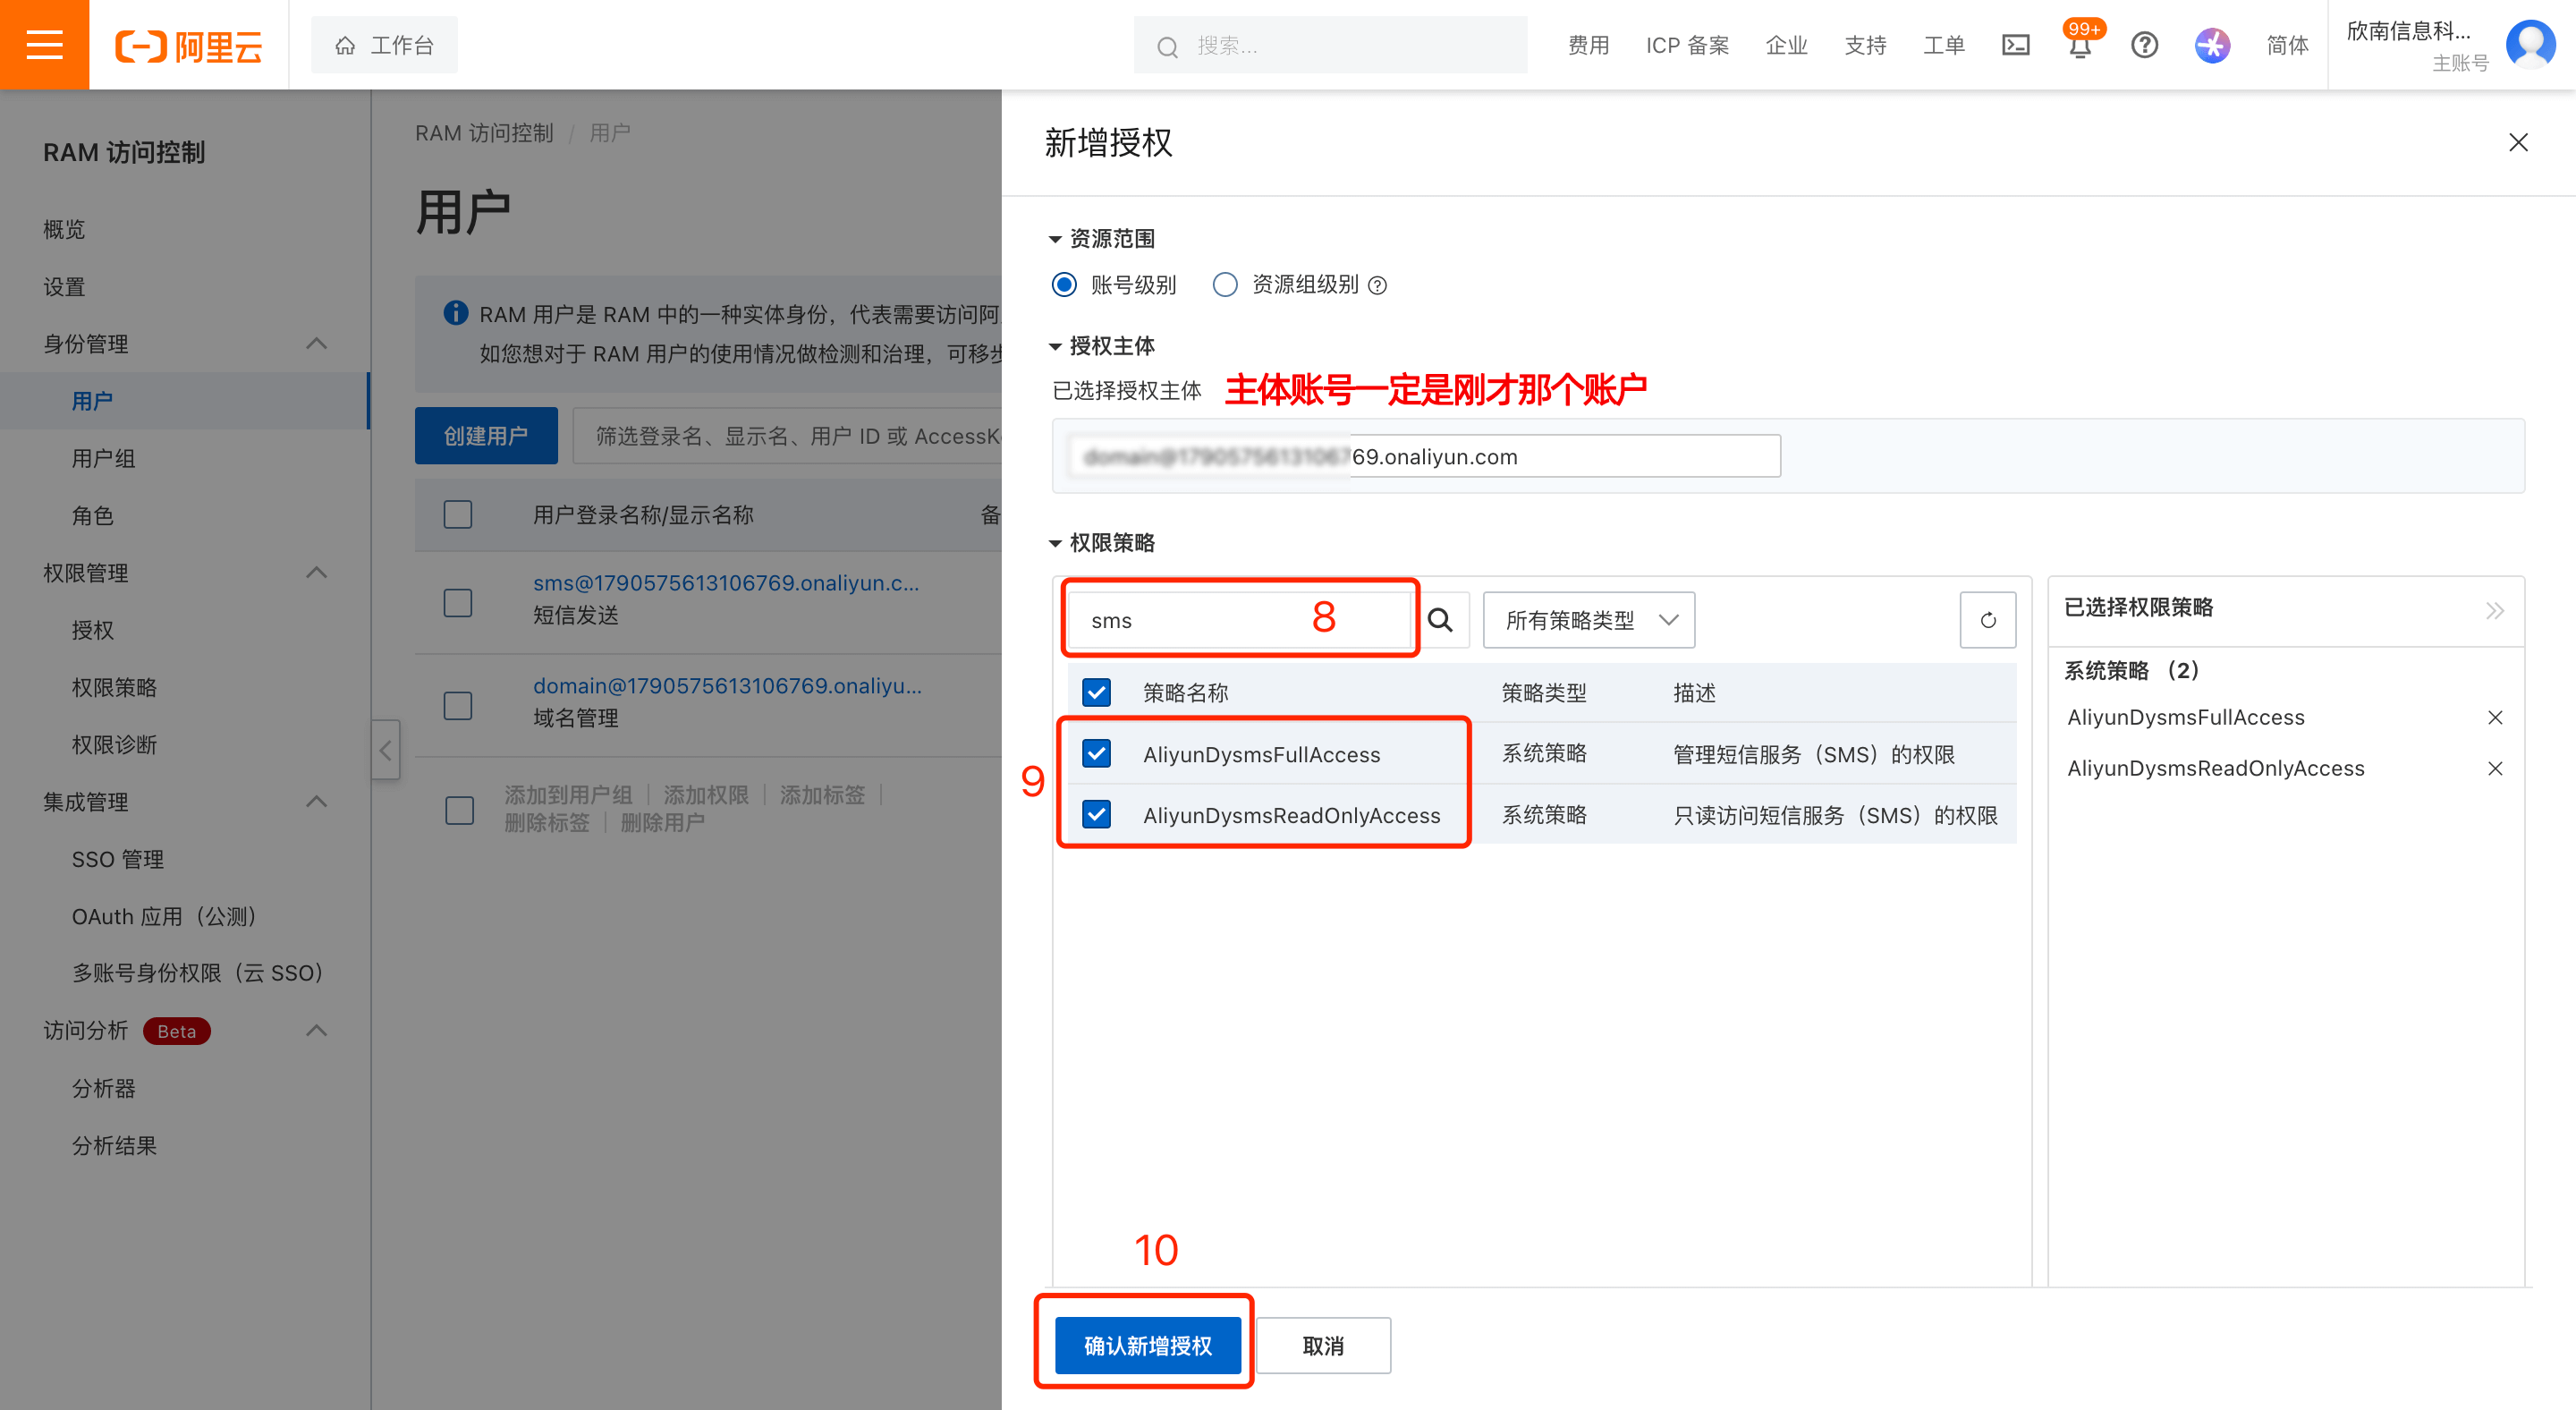 阿里云
工作台
搜索...
费用
ICP 备案
企业
支持
工单
99+
简体
欣南信息科...
主账号
RAM 访问控制
概览
设置
身份管理
用户
用户组
角色
权限管理
授权
权限策略
权限诊断
集成管理
SSO 管理
OAuth 应用（公测）
多账号身份权限（云 SSO）
访问分析 Beta
分析器
分析结果
RAM 访问控制 / 用户
用户
RAM 用户是 RAM 中的一种实体身份，代表需要访问阿
如您想对于 RAM 用户的使用情况做检测和治理，可移步
创建用户
筛选登录名、显示名、用户 ID 或 AccessK
用户登录名称/显示名称
备
sms@1790575613106769.onaliyun.c...
短信发送
domain@1790575613106769.onaliyu...
域名管理
添加到用户组 | 添加权限 | 添加标签 |
删除标签 | 删除用户
新增授权
资源范围
账号级别
资源组级别
授权主体
已选择授权主体
主体账号一定是刚才那个账户
domain@1790575613106769.onaliyun.com
权限策略
sms
8
所有策略类型
策略名称 策略类型 描述
9
AliyunDysmsFullAccess 系统策略 管理短信服务（SMS）的权限
AliyunDysmsReadOnlyAccess 系统策略 只读访问短信服务（SMS）的权限
已选择权限策略
系统策略 （2）
AliyunDysmsFullAccess
AliyunDysmsReadOnlyAccess
10
确认新增授权
取消